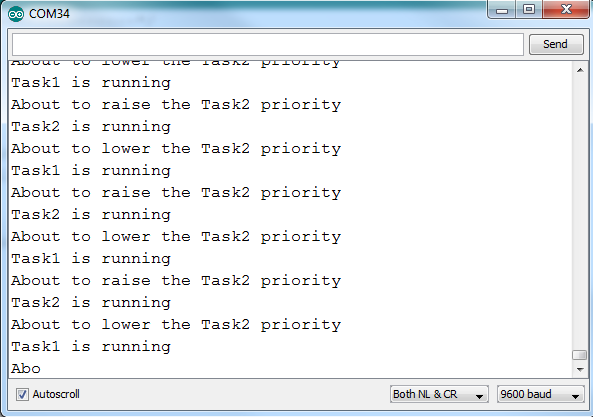 COM34
Send
About to lower the Task2 priority
Task1 is running
About to raise the Task2 priority
Task2 is running
About to lower the Task2 priority
Task1 is running
About to raise the Task2 priority
Task2 is running
About to lower the Task2 priority
Task1 is running
About to raise the Task2 priority
Task2 is running
About to lower the Task2 priority
Task1 is running
Abo
Autoscroll
Both NL & CR
9600 baud